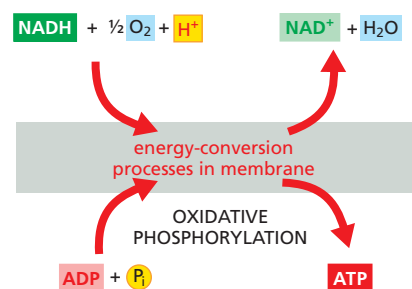 NADH + ½ O₂ + H⁺ NAD⁺ + H₂O
energy-conversion
processes in membrane
OXIDATIVE
PHOSPHORYLATION
ADP + Pᵢ ATP